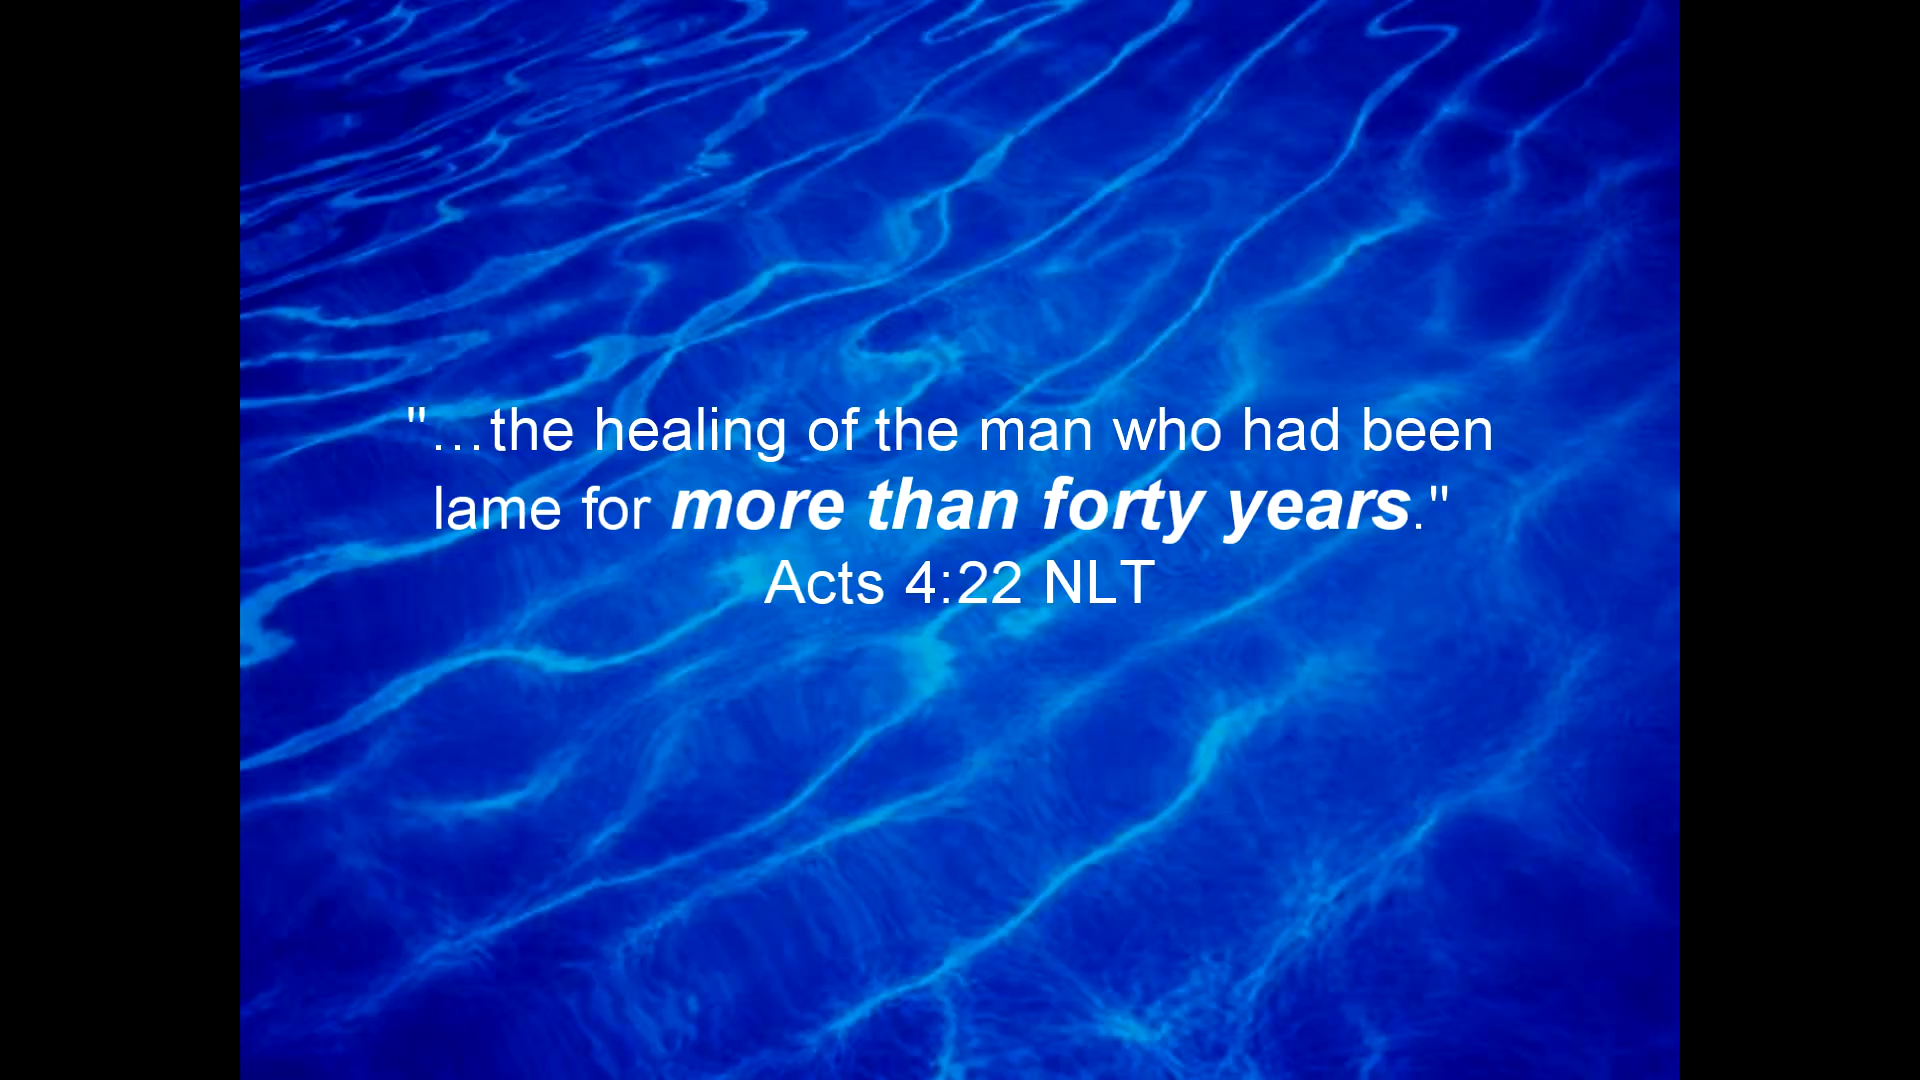 "…the healing of the man who had been
lame for more than forty years."
Acts 4:22 NLT